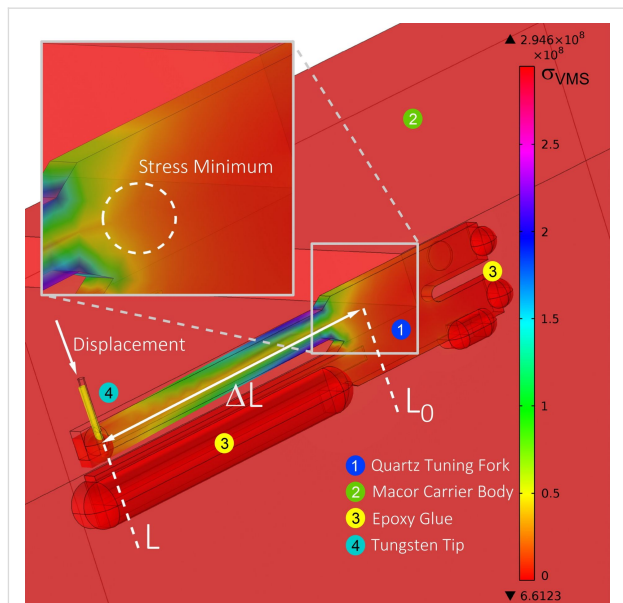 ▲ 2.946×10⁸
×10⁸
σVMS
2.5
2
1.5
1
0.5
0
▼ 6.6123
Stress Minimum
2
3
1
Displacement
4
ΔL
L₀
3
L
1 Quartz Tuning Fork
2 Macor Carrier Body
3 Epoxy Glue
4 Tungsten Tip